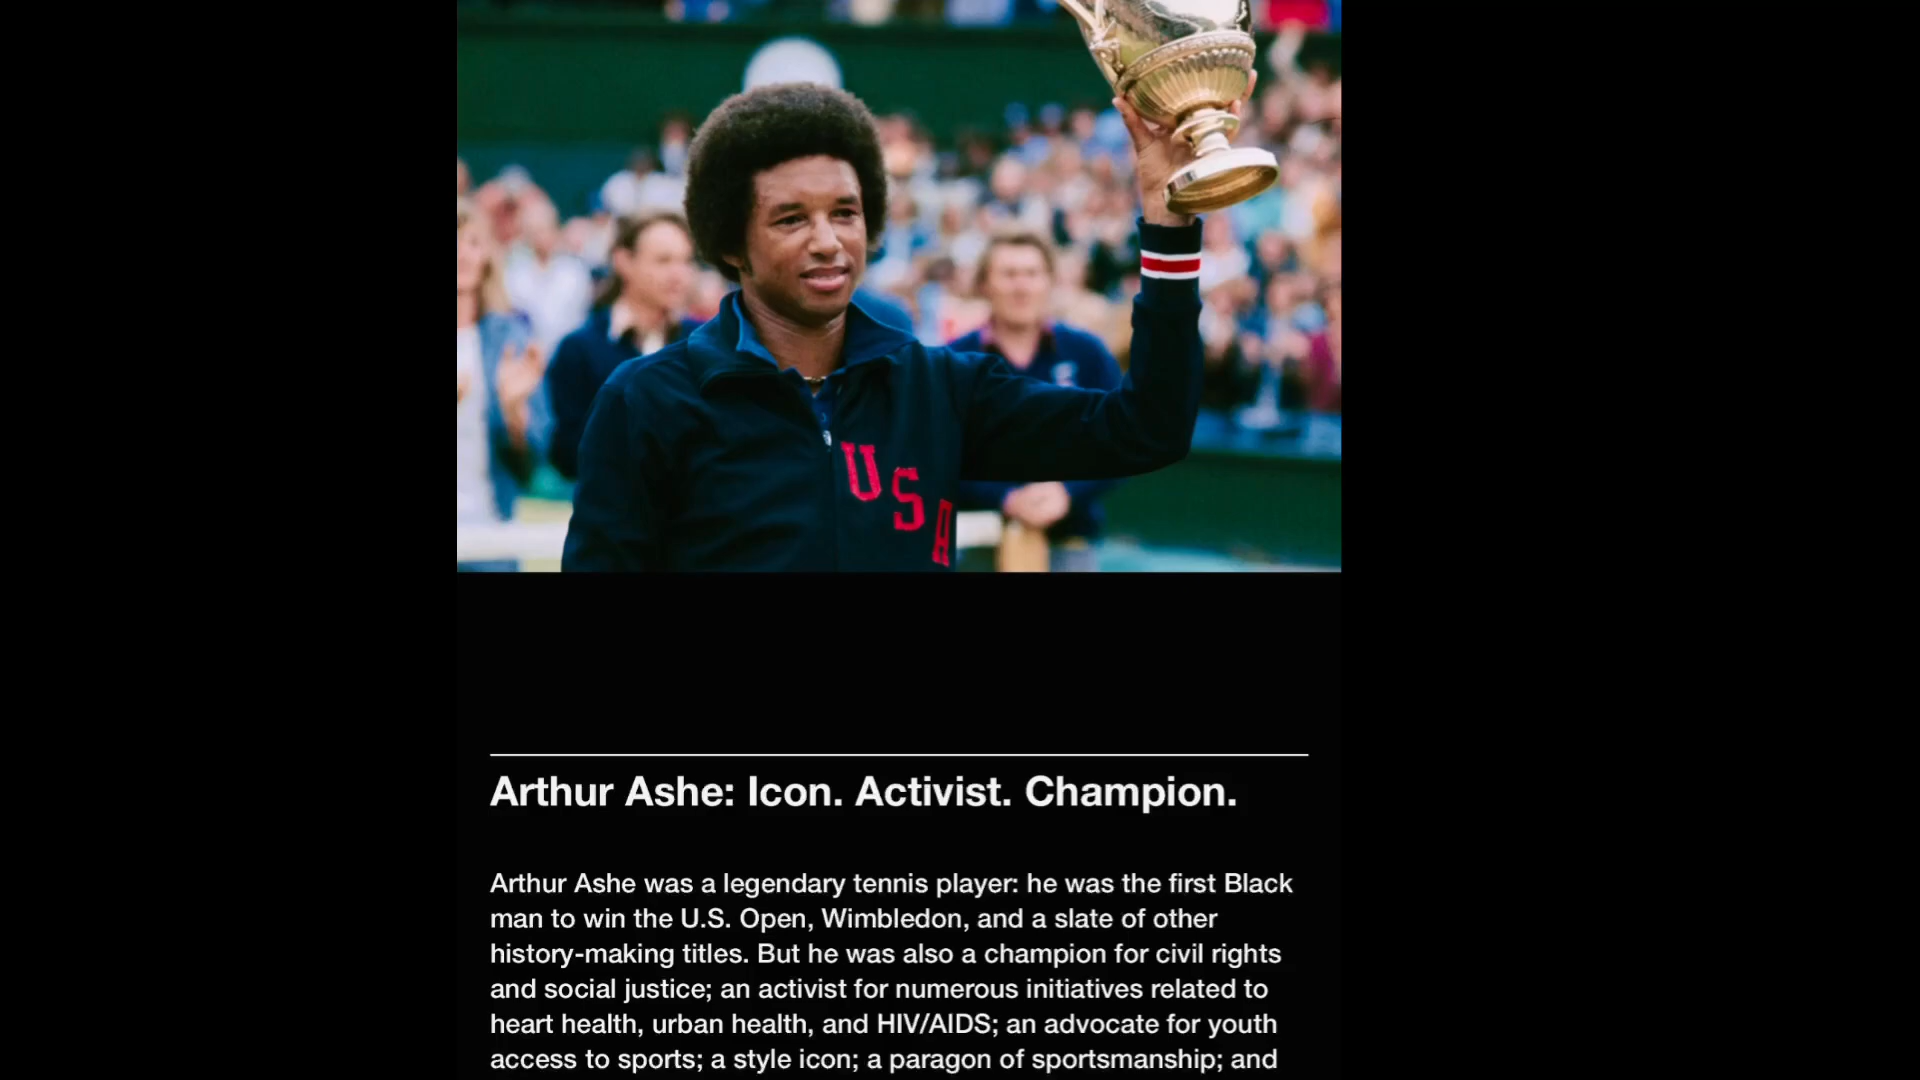 USA
Arthur Ashe: Icon. Activist. Champion.
Arthur Ashe was a legendary tennis player: he was the first Black
man to win the U.S. Open, Wimbledon, and a slate of other
history-making titles. But he was also a champion for civil rights
and social justice; an activist for numerous initiatives related to
heart health, urban health, and HIV/AIDS; an advocate for youth
access to sports; a style icon; a paragon of sportsmanship; and